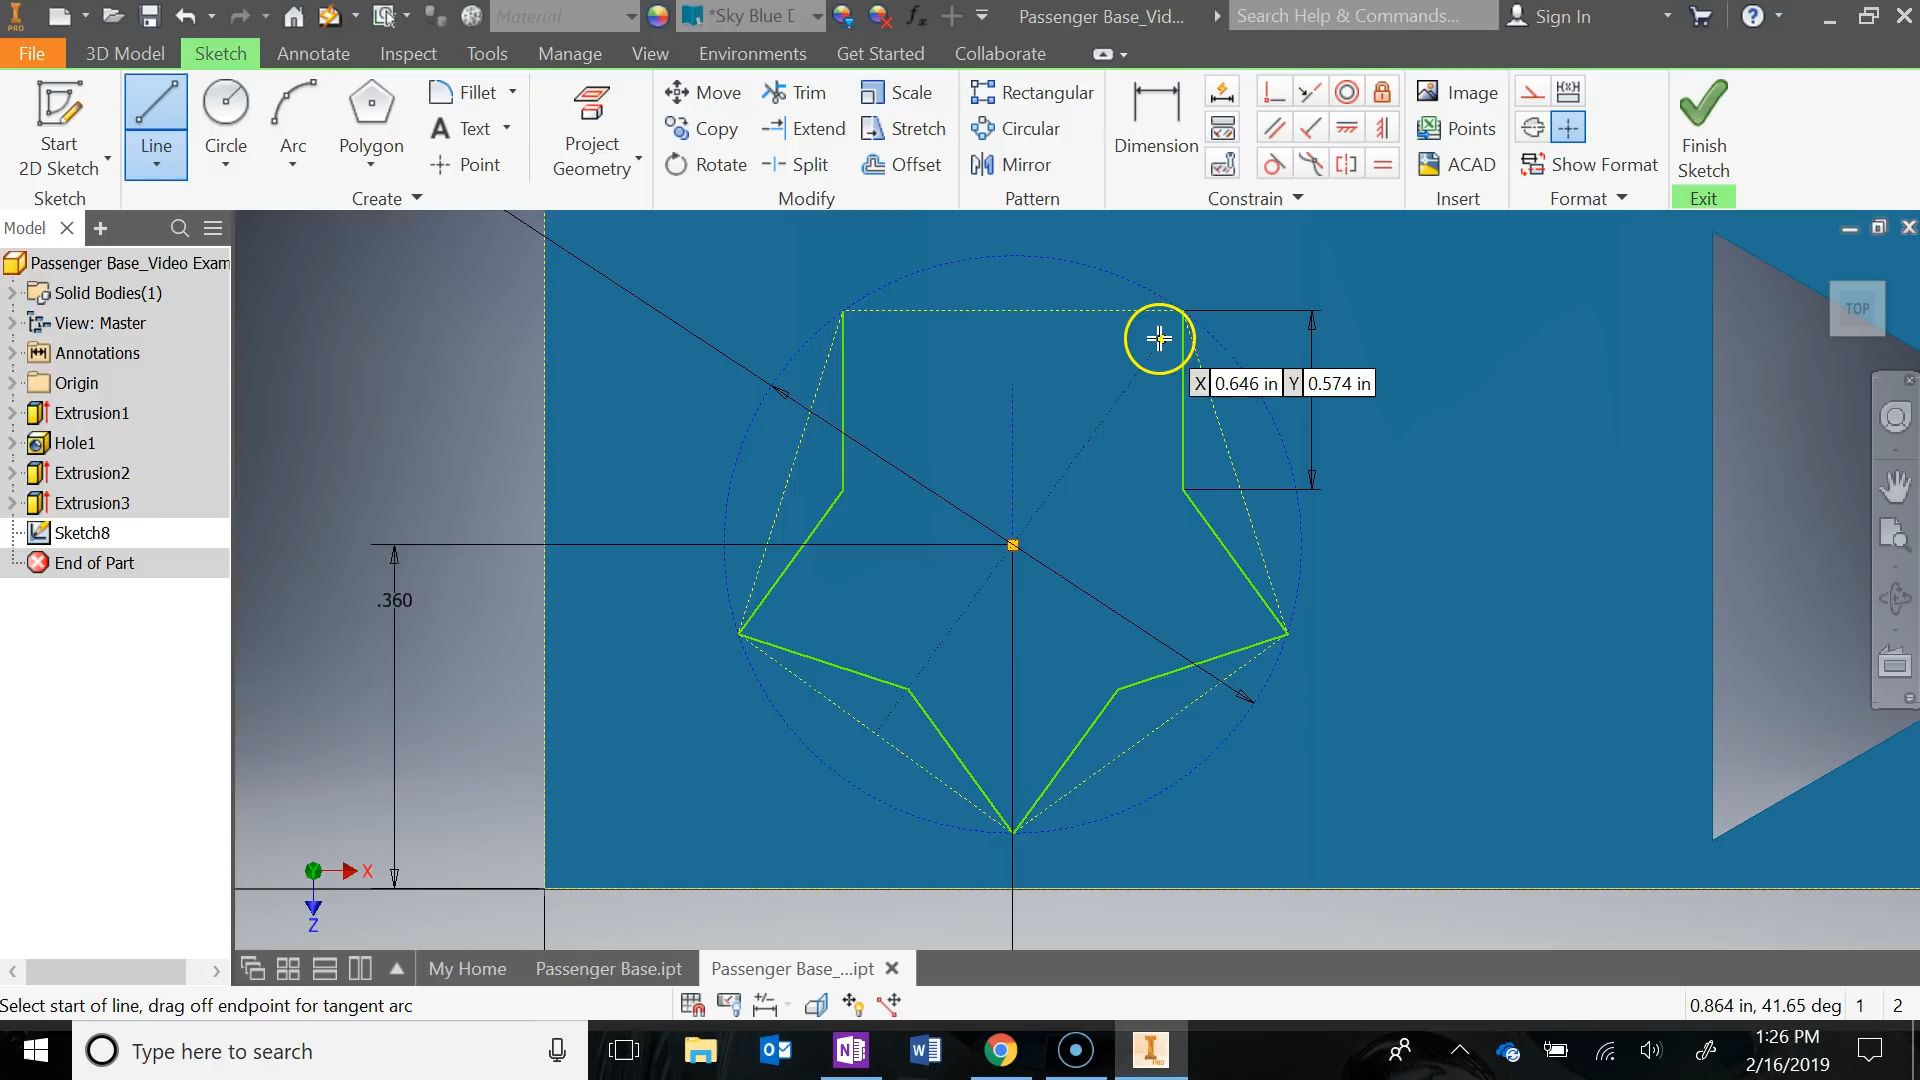 PRO
Material
*Sky Blue D
Passenger Base_Vid...
Search Help & Commands...
Sign In
File
3D Model
Sketch
Annotate
Inspect
Tools
Manage
View
Environments
Get Started
Collaborate
Start
2D Sketch
Line
Circle
Arc
Polygon
Fillet
Text
Point
Project
Geometry
Move
Copy
Rotate
Trim
Extend
Split
Scale
Stretch
Offset
Rectangular
Circular
Mirror
Dimension
Image
Points
ACAD
Show Format
Finish
Sketch
Sketch
Create
Modify
Pattern
Constrain
Insert
Format
Exit
Model
Passenger Base_Video Exam
Solid Bodies(1)
View: Master
Annotations
Origin
Extrusion1
Hole1
Extrusion2
Extrusion3
Sketch8
End of Part
TOP
X 0.646 in Y 0.574 in
.360
X
Z
My Home
Passenger Base.ipt
Passenger Base_...ipt
Select start of line, drag off endpoint for tangent arc
0.864 in, 41.65 deg 1 2
Type here to search
1:26 PM
2/16/2019